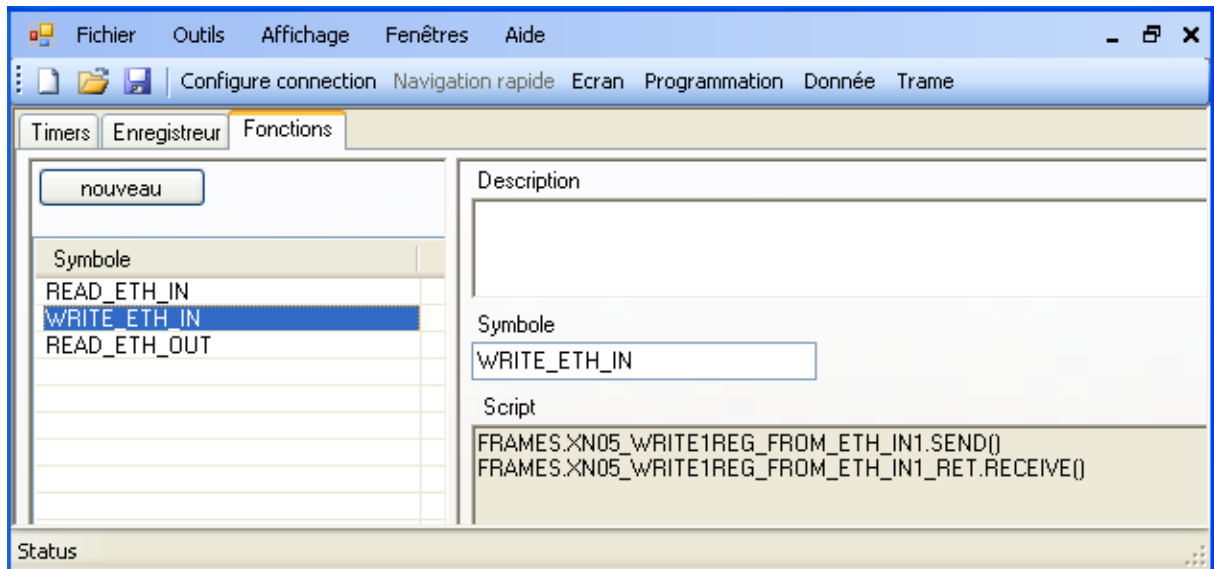 Fichier Outils Affichage Fenêtres Aide
Configure connection Navigation rapide Ecran Programmation Donnée Trame
Timers Enregistreur Fonctions
nouveau
Symbole
READ_ETH_IN
WRITE_ETH_IN
READ_ETH_OUT
Description
Symbole
WRITE_ETH_IN
Script
FRAMES.XN05_WRITE1REG_FROM_ETH_IN1.SEND()
FRAMES.XN05_WRITE1REG_FROM_ETH_IN1_RET.RECEIVE()
Status